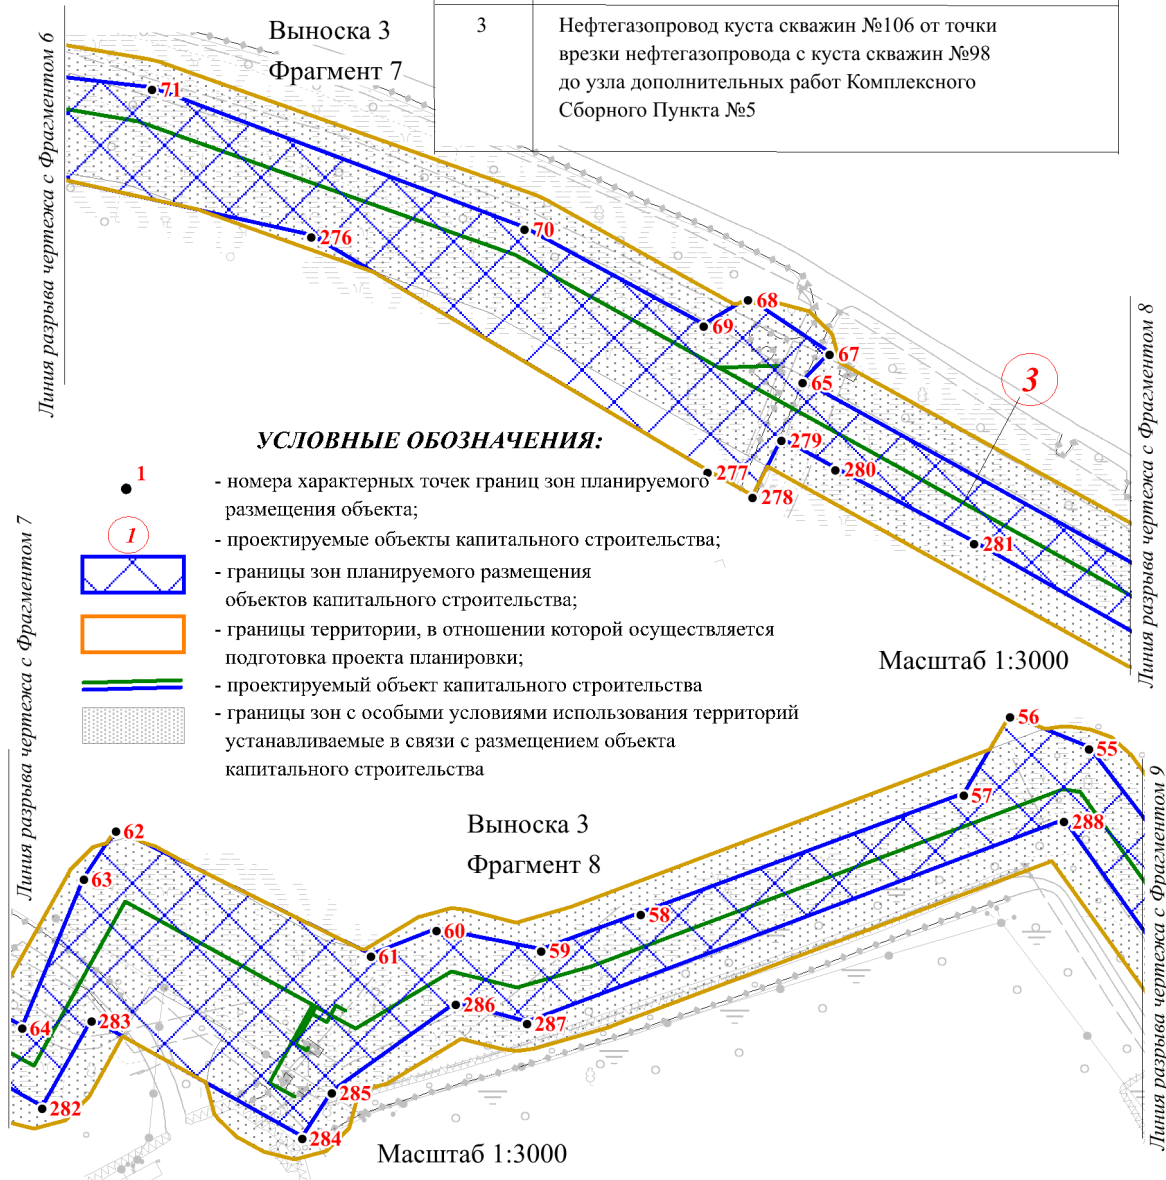 3
Нефтегазопровод куста скважин №106 от точки
врезки нефтегазопровода с куста скважин №98
до узла дополнительных работ Комплексного
Сборного Пункта №5
Выноска 3
Фрагмент 7
Линия разрыва чертежа с Фрагментом 6
71
276
70
69
68
67
65
3
279
280
277
278
281
Линия разрыва чертежа с Фрагментом 8
Масштаб 1:3000
УСЛОВНЫЕ ОБОЗНАЧЕНИЯ:
1
- номера характерных точек границ зон планируемого
размещения объекта;
1
- проектируемые объекты капитального строительства;
- границы зон планируемого размещения
объектов капитального строительства;
- границы территории, в отношении которой осуществляется
подготовка проекта планировки;
- проектируемый объект капитального строительства
- границы зон с особыми условиями использования территорий
устанавливаемые в связи с размещением объекта
капитального строительства
Линия разрыва чертежа с Фрагментом 7
Выноска 3
Фрагмент 8
56
55
57
288
62
63
58
60
59
61
286
287
64
283
285
282
284
Линия разрыва чертежа с Фрагментом 9
Масштаб 1:3000